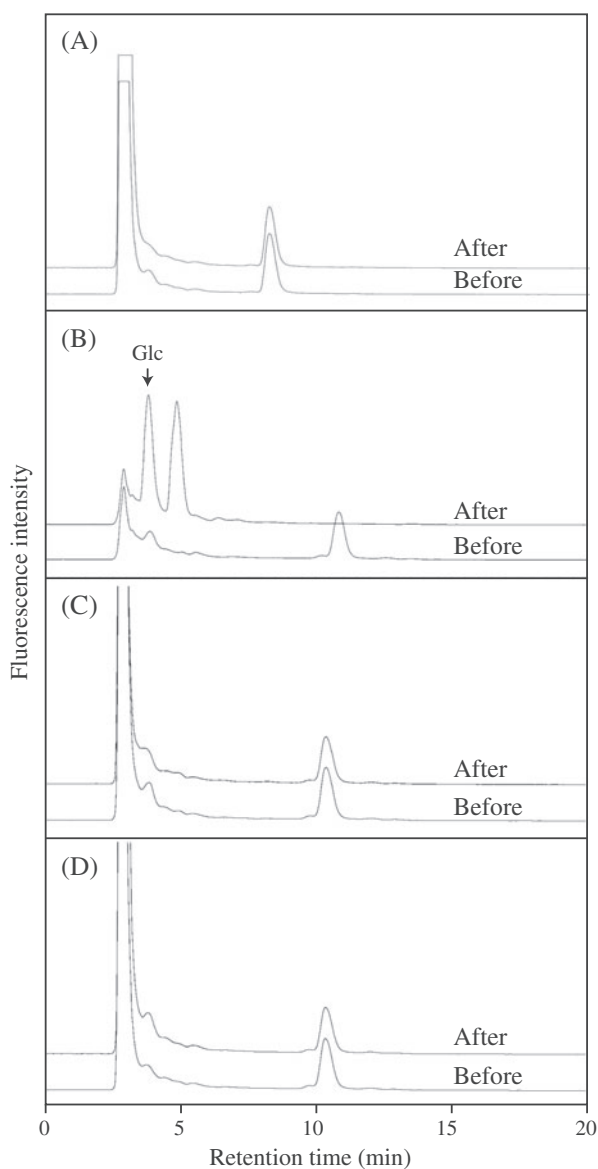 (A)
After
Before
(B)
Glc
After
Before
(C)
After
Before
(D)
After
Before
0 5 10 15 20
Retention time (min)
Fluorescence intensity